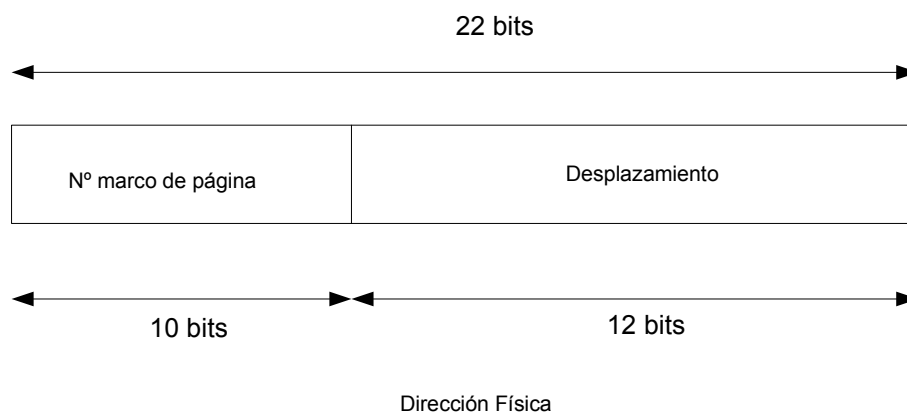 22 bits
Nº marco de página
Desplazamiento
10 bits
12 bits
Dirección Física